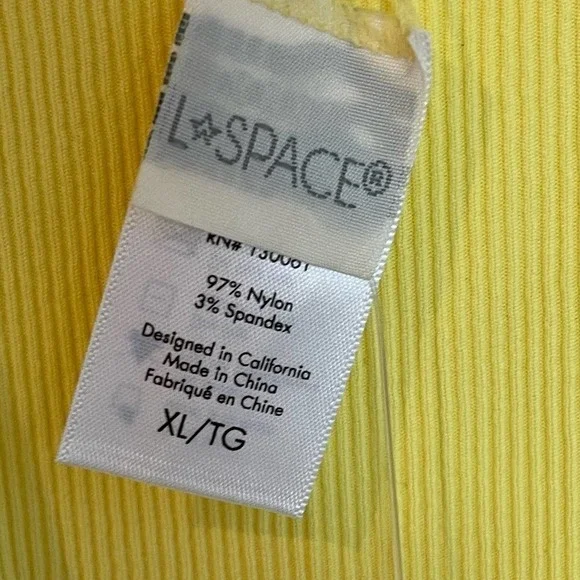 L☆SPACE®
RN# 130061
97% Nylon
3% Spandex
Designed in California
Made in China
Fabriqué en Chine
XL/TG